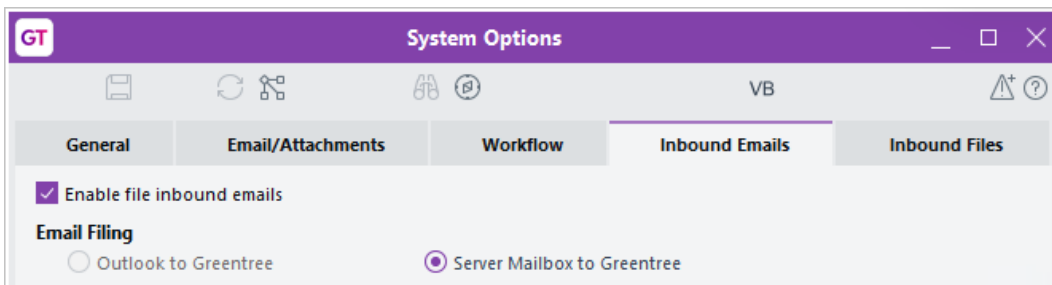 GT System Options
VB
General Email/Attachments Workflow Inbound Emails Inbound Files
Enable file inbound emails
Email Filing
Outlook to Greentree Server Mailbox to Greentree